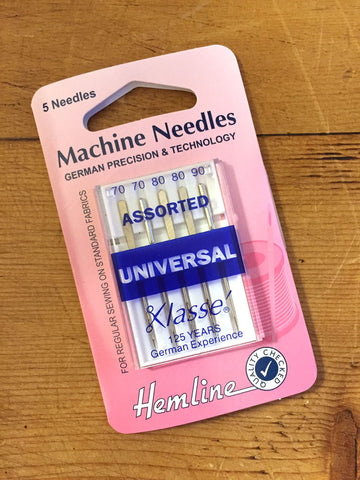 5 Needles
Machine Needles
GERMAN PRECISION & TECHNOLOGY
70 70 80 80 90
ASSORTED
UNIVERSAL
Klassé®
125 YEARS
German Experience
FOR REGULAR SEWING ON STANDARD FABRICS
Hemline
QUALITY CHECKED